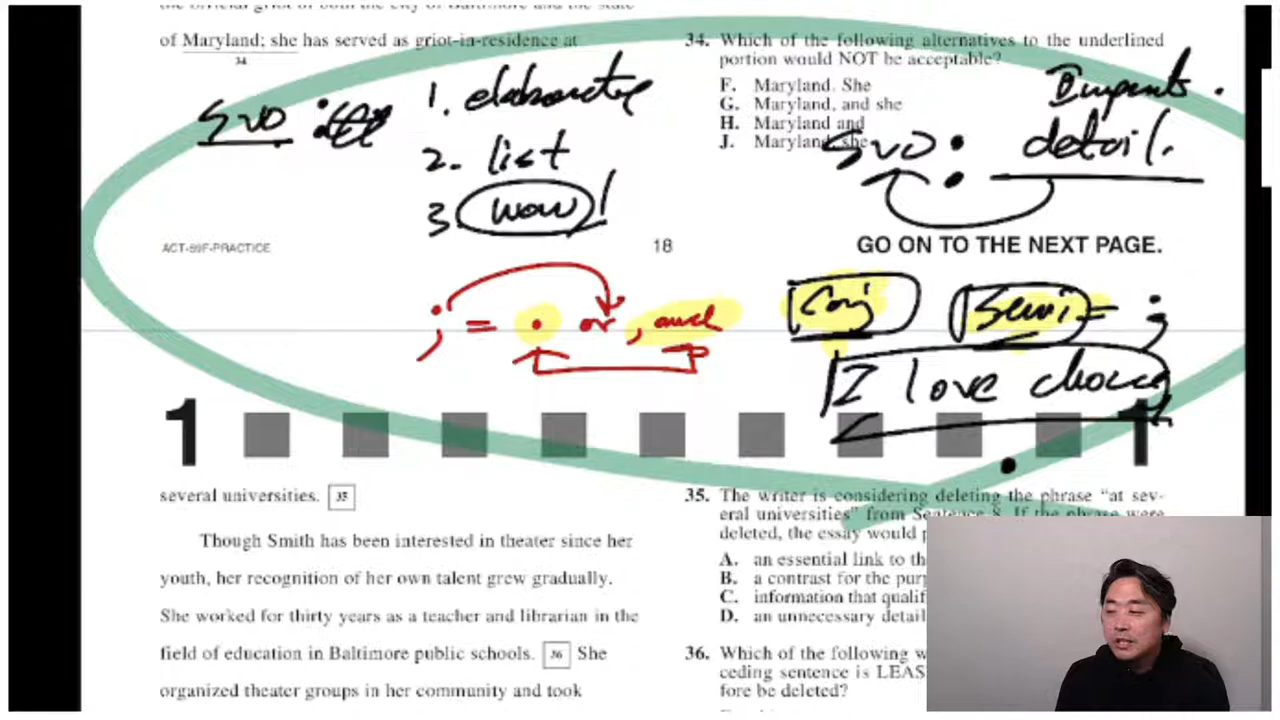 of Maryland; she has served as griot-in-residence at
34
34. Which of the following alternatives to the underlined
portion would NOT be acceptable?
F. Maryland. She
G. Maryland, and she
H. Maryland and
J. Maryland, she
SVO :
1. elaborative
2. list
3. wow!
SVO : detail.
ACT-59F-PRACTICE
18
GO ON TO THE NEXT PAGE.
; = . or , and
Conj
Semi = ;
I love
1
1
several universities. 35
Though Smith has been interested in theater since her
youth, her recognition of her own talent grew gradually.
She worked for thirty years as a teacher and librarian in the
field of education in Baltimore public schools. 36 She
organized theater groups in her community and took
35. The writer is considering deleting the phrase “at sev-
eral universities” from Sentence 8. If the phrase were
deleted, the essay would
A. an essential link to th
B. a contrast for the pur
C. information that qualif
D. an unnecessary detail
36. Which of the following w
ceding sentence is LEAS
fore be deleted?